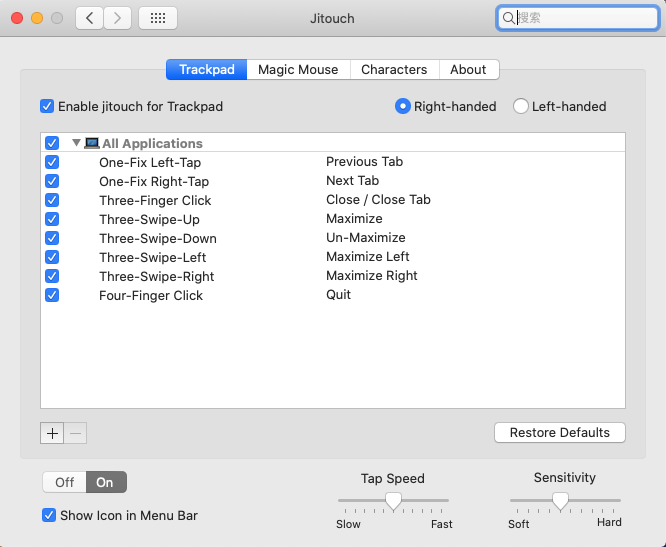 Jitouch
搜索
Trackpad Magic Mouse Characters About
Enable jitouch for Trackpad Right-handed Left-handed
All Applications
One-Fix Left-Tap Previous Tab
One-Fix Right-Tap Next Tab
Three-Finger Click Close / Close Tab
Three-Swipe-Up Maximize
Three-Swipe-Down Un-Maximize
Three-Swipe-Left Maximize Left
Three-Swipe-Right Maximize Right
Four-Finger Click Quit
Restore Defaults
Off On Tap Speed Sensitivity
Show Icon in Menu Bar Slow Fast Soft Hard